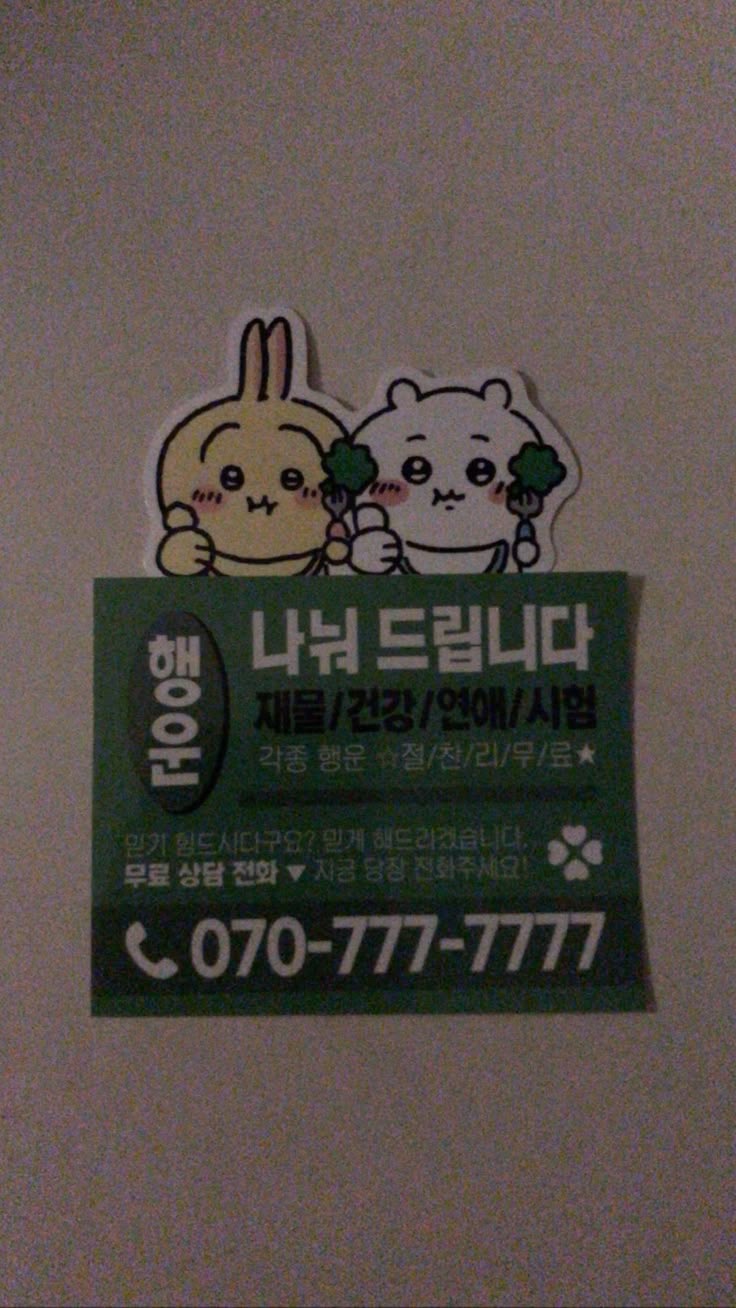 행운
나눠 드립니다
재물/건강/연애/시험
각종 행운 ☆절/찬/리/무/료★
믿기 힘드시다구요? 믿게 해드리겠습니다.
무료 상담 전화 ▼ 지금 당장 전화주세요!
070-777-7777